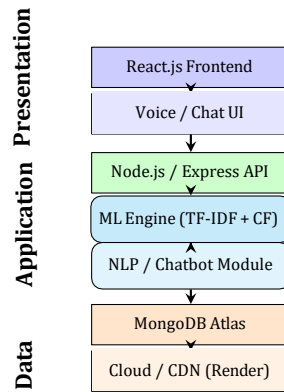 Presentation
React.js Frontend
Voice / Chat UI
Application
Node.js / Express API
ML Engine (TF-IDF + CF)
NLP / Chatbot Module
Data
MongoDB Atlas
Cloud / CDN (Render)